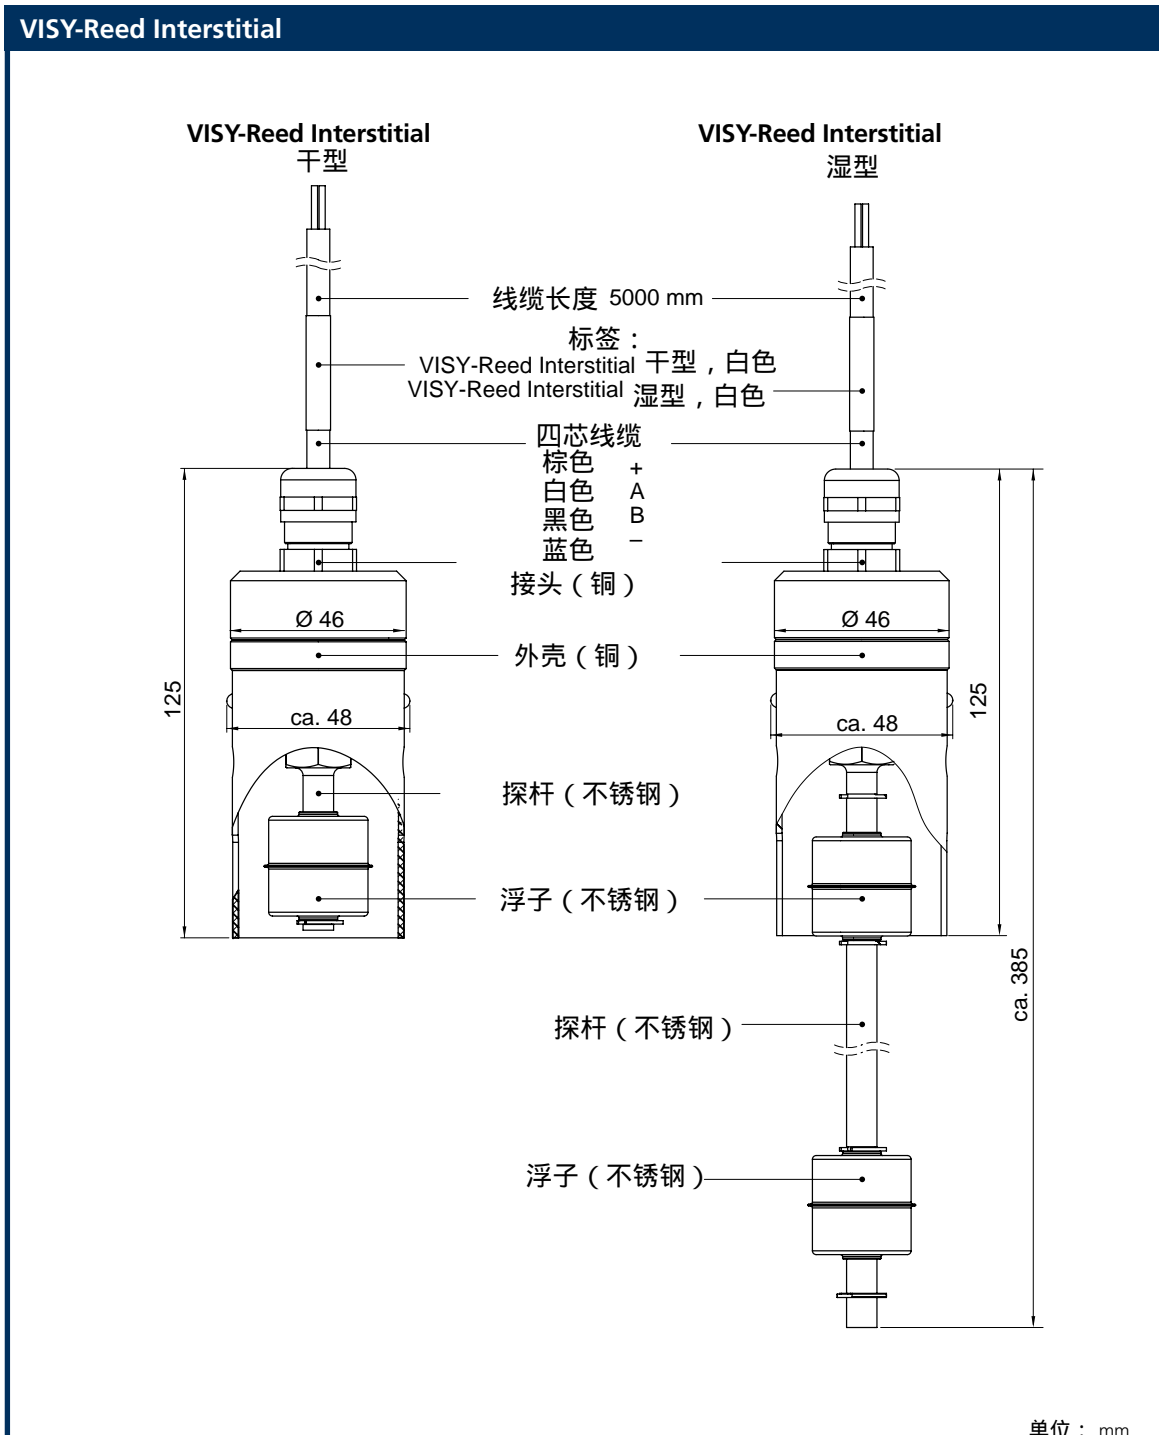 VISY-Reed Interstitial
VISY-Reed Interstitial
干型
VISY-Reed Interstitial
湿型
线缆长度 5000 mm
标签：
VISY-Reed Interstitial 干型，白色
VISY-Reed Interstitial 湿型，白色
四芯线缆
棕色 +
白色 A
黑色 B
蓝色 –
接头（铜）
Ø 46
Ø 46
外壳（铜）
125
125
ca. 48
ca. 48
探杆（不锈钢）
浮子（不锈钢）
ca. 385
探杆（不锈钢）
浮子（不锈钢）
单位： mm